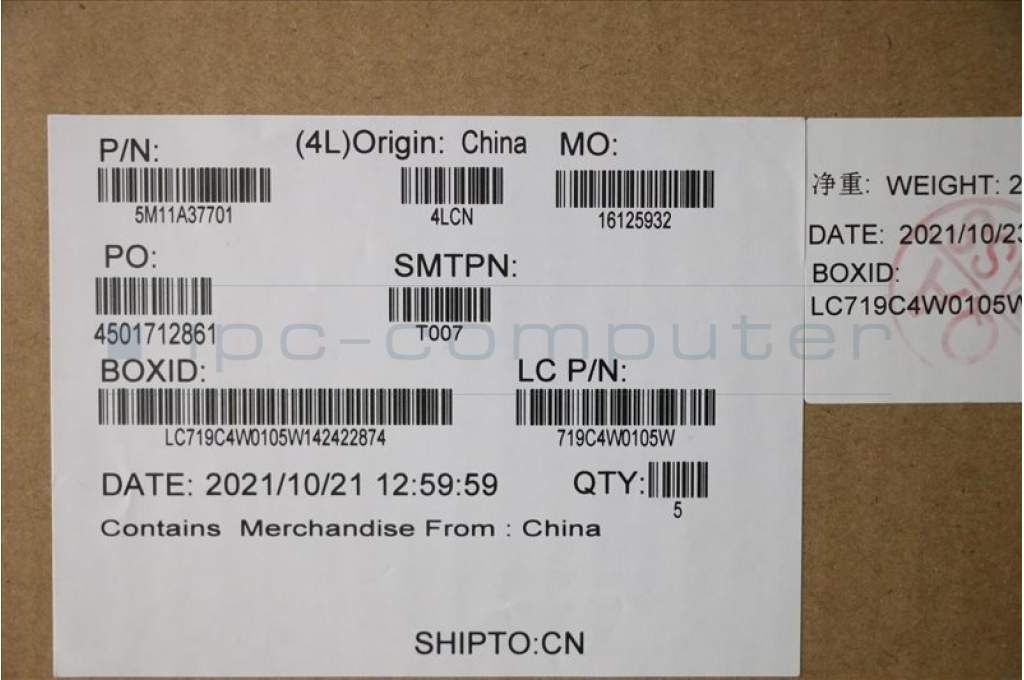 P/N: (4L)Origin: China MO:
5M11A37701 4LCN 16125932
PO: SMTPN:
4501712861 T007
BOXID: LC P/N:
LC719C4W0105W142422874 719C4W0105W
DATE: 2021/10/21 12:59:59 QTY:
5
Contains Merchandise From : China
SHIPTO:CN
净重: WEIGHT: 2
DATE: 2021/10/23
BOXID:
LC719C4W0105W
ipc-computer